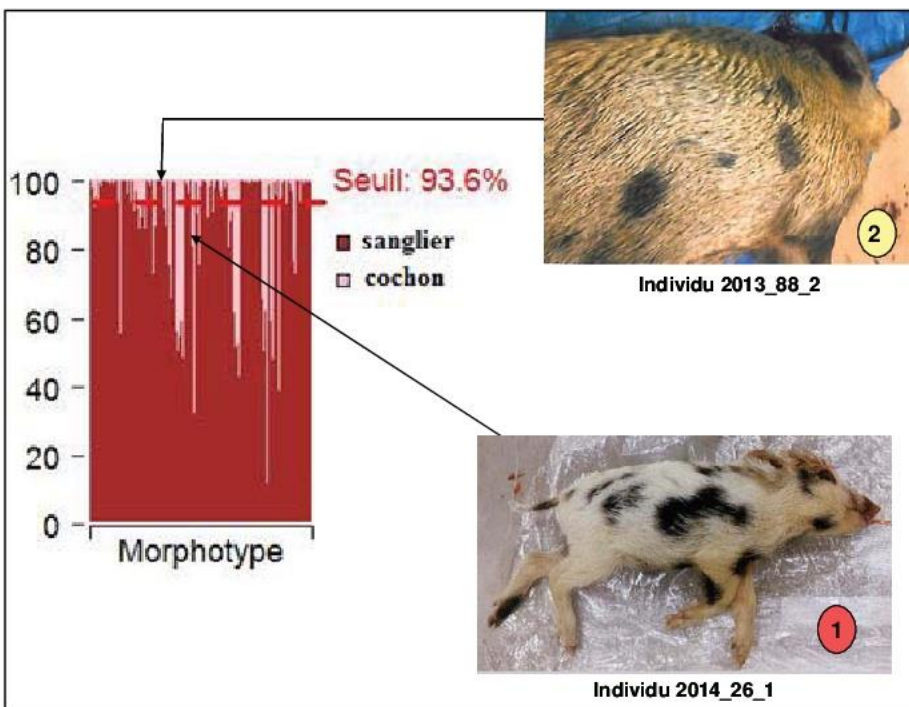 100
80
60
40
20
0
Morphotype
Seuil: 93.6%
sanglier
cochon
2
Individu 2013_88_2
1
Individu 2014_26_1